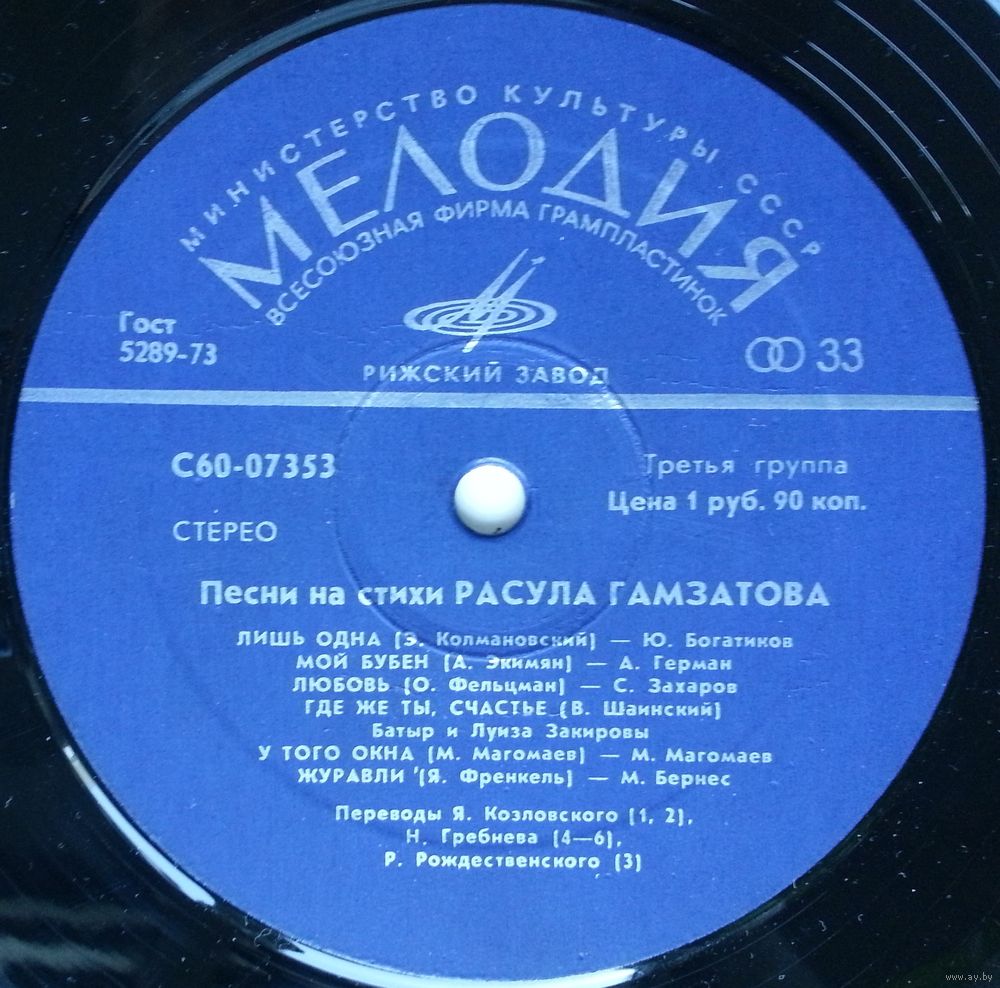 МИНИСТЕРСТВО КУЛЬТУРЫ СССР
МЕЛОДИЯ
ВСЕСОЮЗНАЯ ФИРМА ГРАМПЛАСТИНОК
Гост
5289-73
33
РИЖСКИЙ ЗАВОД
С60-07353
Третья группа
Цена 1 руб. 90 коп.
СТЕРЕО
Песни на стихи РАСУЛА ГАМЗАТОВА
ЛИШЬ ОДНА (Э. Колмановский) — Ю. Богатиков
МОЙ БУБЕН (А. Экимян) — А. Герман
ЛЮБОВЬ (О. Фельцман) — С. Захаров
ГДЕ ЖЕ ТЫ, СЧАСТЬЕ (В. Шаинский)
Батыр и Луиза Закировы
У ТОГО ОКНА (М. Магомаев) — М. Магомаев
ЖУРАВЛИ (Я. Френкель) — М. Бернес
Переводы Я. Козловского (1, 2),
Н. Гребнева (4—6),
Р. Рождественского (3)
www.ay.by